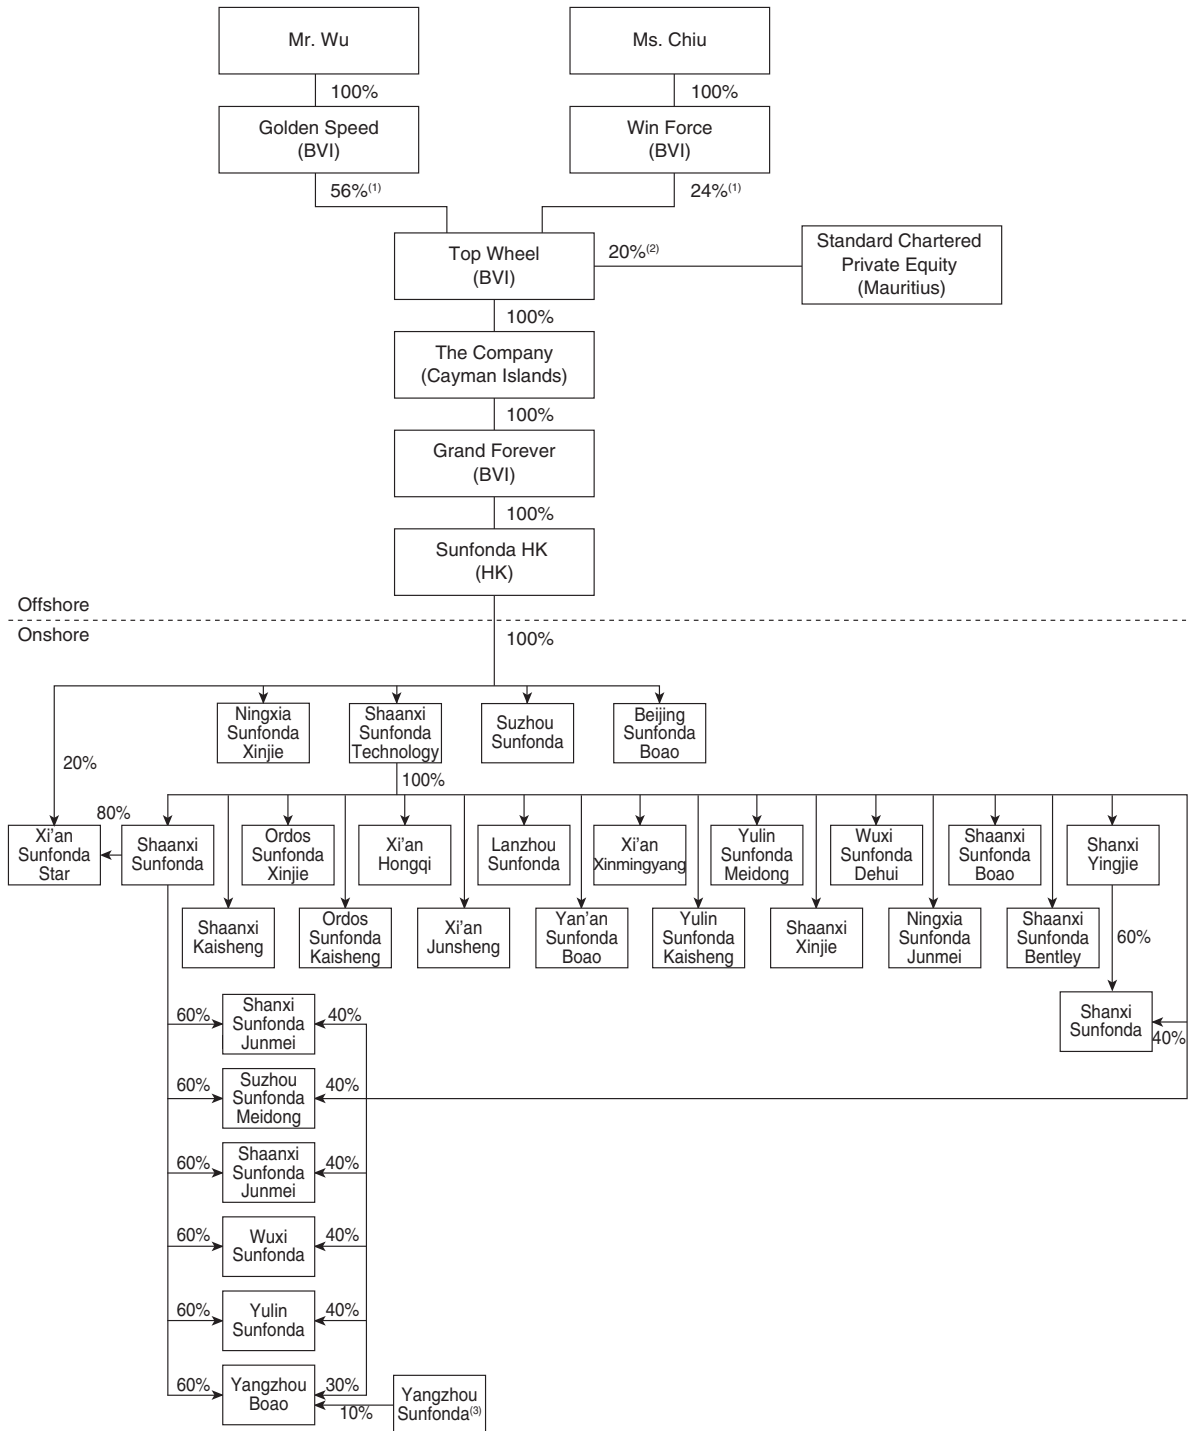 Mr. Wu
Ms. Chiu
100%
100%
Golden Speed
(BVI)
Win Force
(BVI)
56%(1)
24%(1)
Top Wheel
(BVI)
20%(2)
Standard Chartered
Private Equity
(Mauritius)
100%
The Company
(Cayman Islands)
100%
Grand Forever
(BVI)
100%
Sunfonda HK
(HK)
Offshore
Onshore
100%
Ningxia
Sunfonda
Xinjie
Shaanxi
Sunfonda
Technology
Suzhou
Sunfonda
Beijing
Sunfonda
Boao
20%
100%
80%
Xi'an
Sunfonda
Star
Shaanxi
Sunfonda
Ordos
Sunfonda
Xinjie
Xi'an
Hongqi
Lanzhou
Sunfonda
Xi'an
Xinmingyang
Yulin
Sunfonda
Meidong
Wuxi
Sunfonda
Dehui
Shaanxi
Sunfonda
Boao
Shanxi
Yingjie
Shaanxi
Kaisheng
Ordos
Sunfonda
Kaisheng
Xi'an
Junsheng
Yan'an
Sunfonda
Boao
Yulin
Sunfonda
Kaisheng
Shaanxi
Xinjie
Ningxia
Sunfonda
Junmei
Shaanxi
Sunfonda
Bentley
60%
Shanxi
Sunfonda
40%
60%
Shanxi
Sunfonda
Junmei
40%
60%
Suzhou
Sunfonda
Meidong
40%
60%
Shaanxi
Sunfonda
Junmei
40%
60%
Wuxi
Sunfonda
40%
60%
Yulin
Sunfonda
40%
60%
Yangzhou
Boao
30%
10%
Yangzhou
Sunfonda(3)